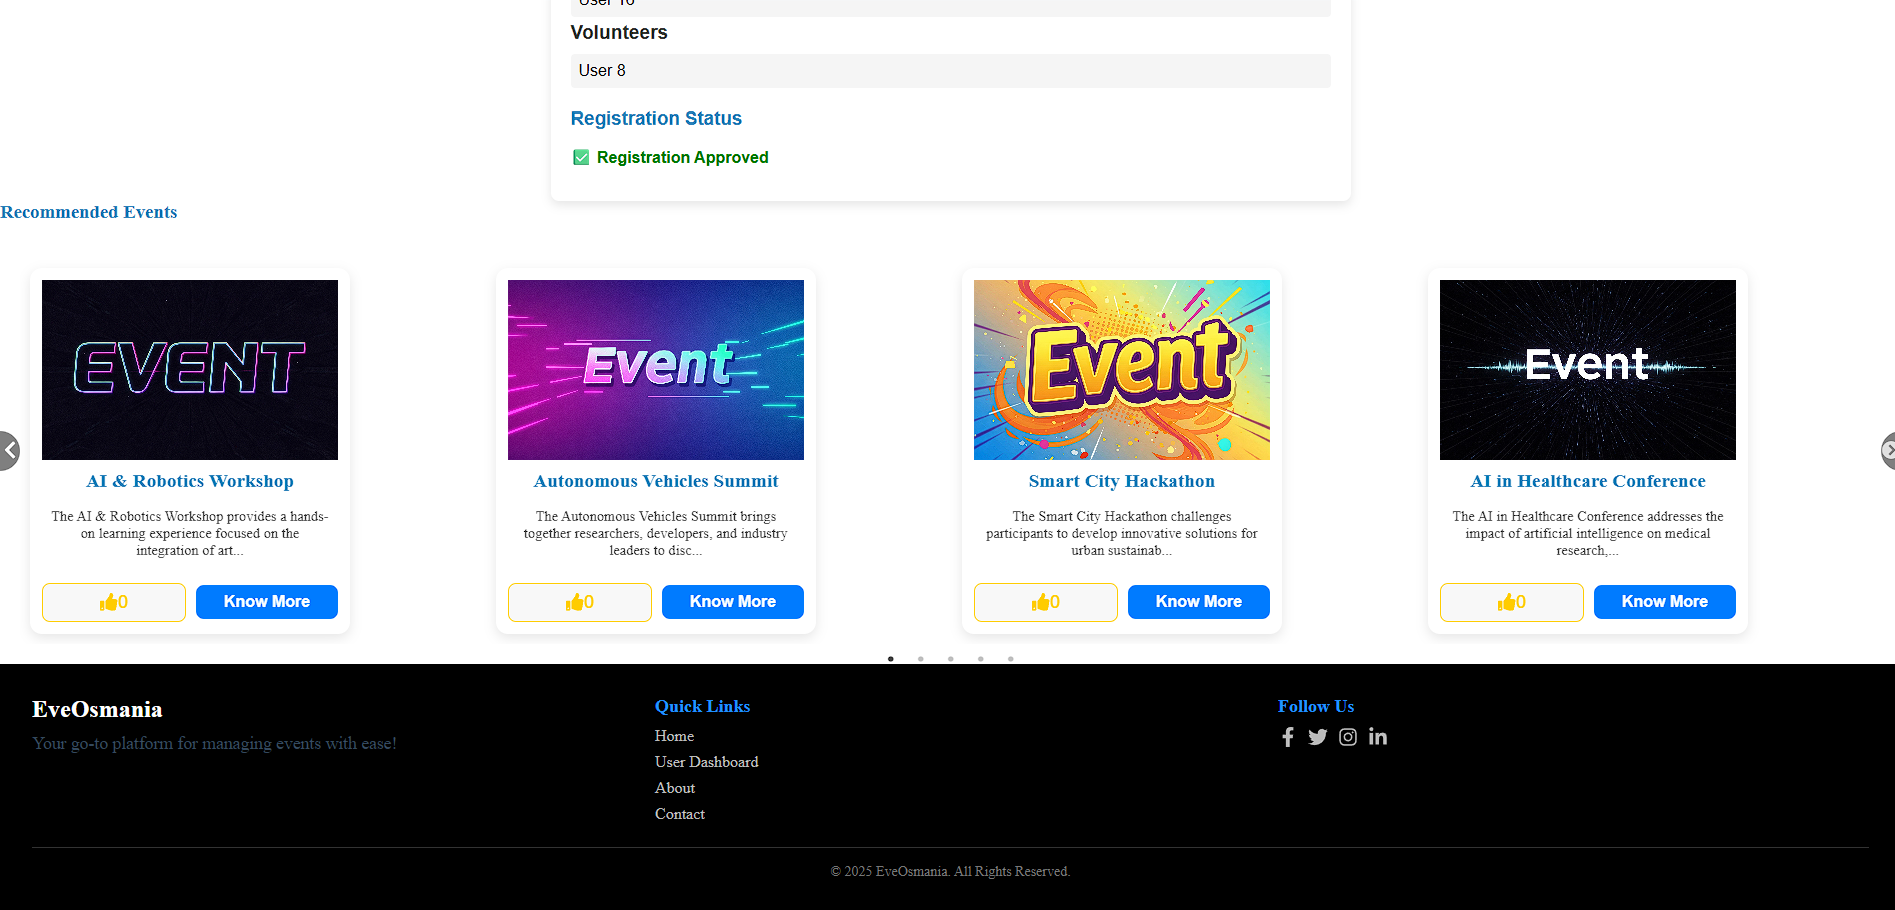 User 16
Volunteers
User 8
Registration Status
Registration Approved
Recommended Events
EVENT
Event
Event
Event
AI & Robotics Workshop
The AI & Robotics Workshop provides a hands-
on learning experience focused on the
integration of art...
0
Know More
Autonomous Vehicles Summit
The Autonomous Vehicles Summit brings
together researchers, developers, and industry
leaders to disc...
0
Know More
Smart City Hackathon
The Smart City Hackathon challenges
participants to develop innovative solutions for
urban sustainab...
0
Know More
AI in Healthcare Conference
The AI in Healthcare Conference addresses the
impact of artificial intelligence on medical
research,...
0
Know More
EveOsmania
Your go-to platform for managing events with ease!
Quick Links
Home
User Dashboard
About
Contact
Follow Us
© 2025 EveOsmania. All Rights Reserved.